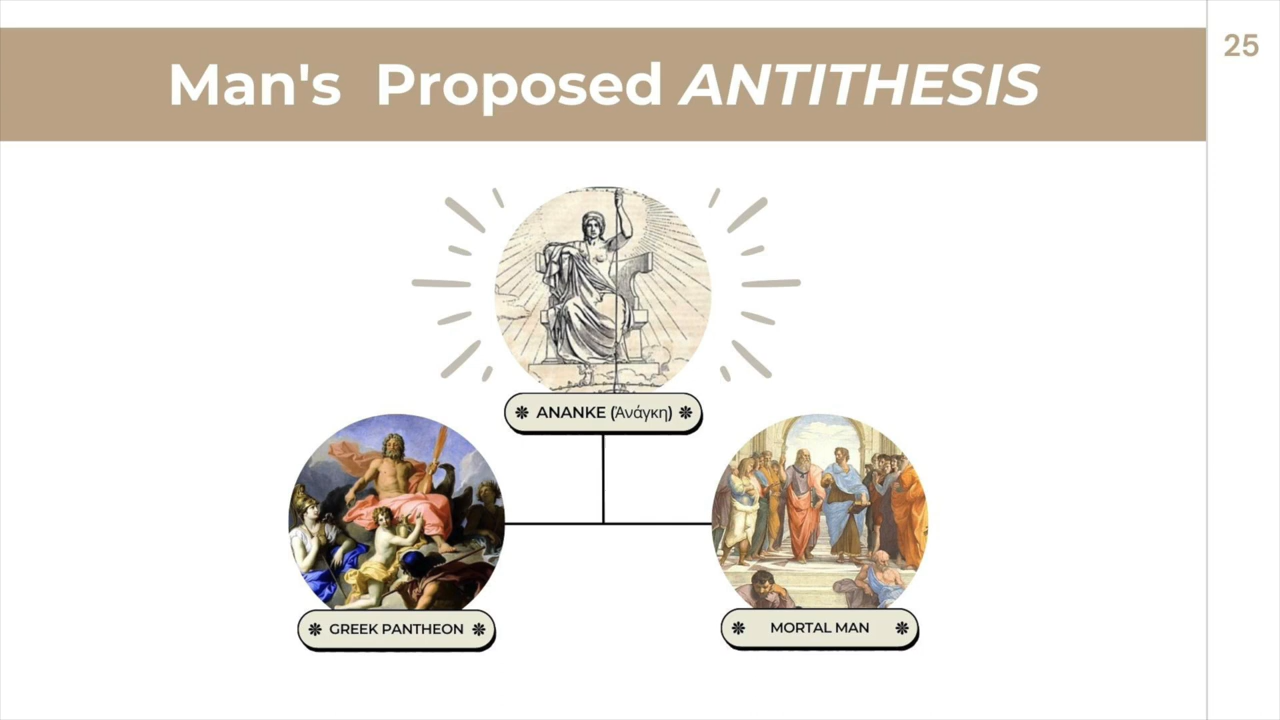 25
Man's Proposed ANTITHESIS
ANANKE (Ἀνάγκη)
GREEK PANTHEON
MORTAL MAN